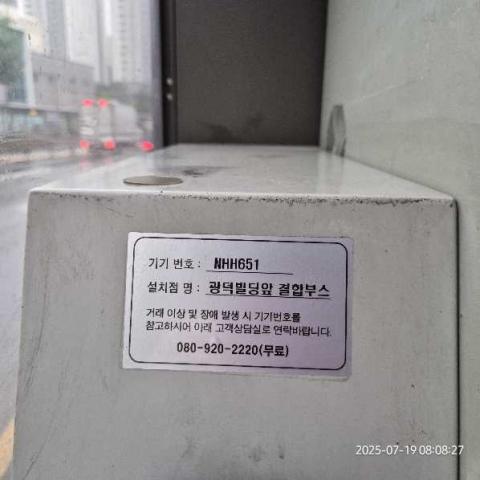 기기 번호 : NHH651
설치점 명 : 광덕빌딩앞 결합부스
거래 이상 및 장애 발생 시 기기번호를
참고하시어 아래 고객상담실로 연락바랍니다.
080-920-2220(무료)
2025-07-19 08:08:27